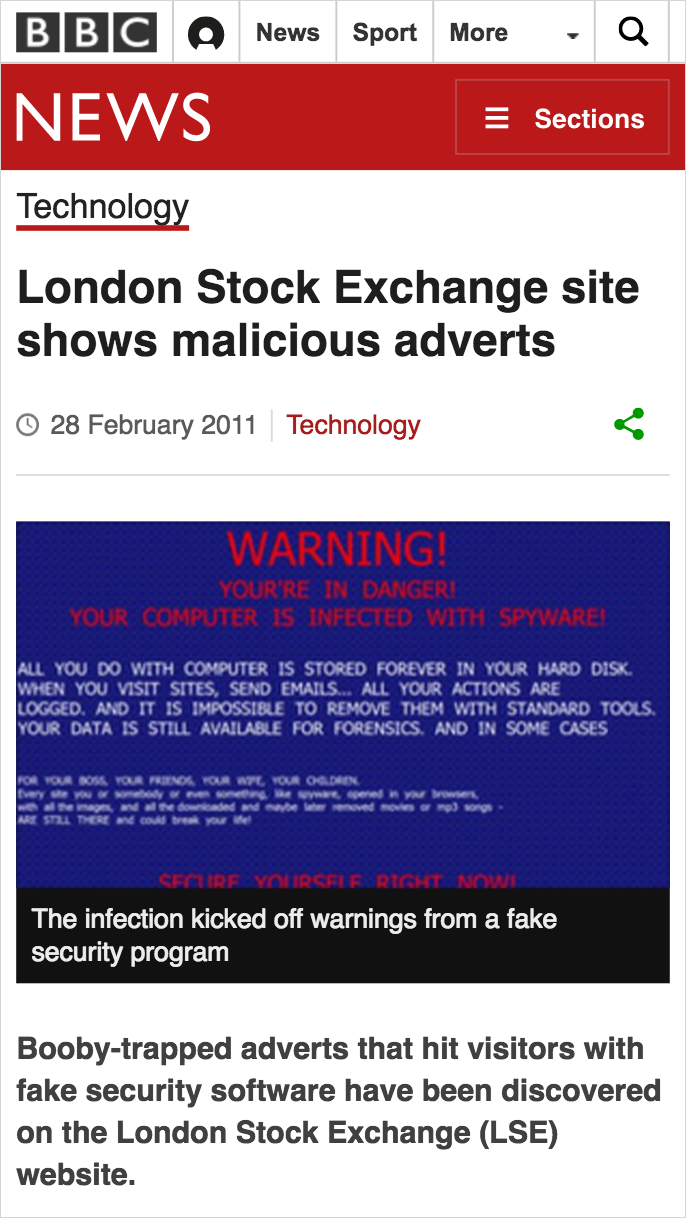 BBC News Sport More
NEWS Sections
Technology
London Stock Exchange site
shows malicious adverts
28 February 2011 Technology
WARNING!
YOUR'RE IN DANGER!
YOUR COMPUTER IS INFECTED WITH SPYWARE!
ALL YOU DO WITH COMPUTER IS STORED FOREVER IN YOUR HARD DISK.
WHEN YOU VISIT SITES, SEND EMAILS... ALL YOUR ACTIONS ARE
LOGGED. AND IT IS IMPOSSIBLE TO REMOVE THEM WITH STANDARD TOOLS.
YOUR DATA IS STILL AVAILABLE FOR FORENSICS. AND IN SOME CASES
FOR YOUR BOSS, YOUR FRIENDS, YOUR WIFE, YOUR CHILDREN.
Every site you or somebody or even something, like spyware, opened in your browsers,
with all the images, and all the downloaded and maybe later removed movies or mp3 songs -
ARE STILL THERE and could break your life!
SECURE YOURSELF RIGHT NOW!
The infection kicked off warnings from a fake
security program
Booby-trapped adverts that hit visitors with
fake security software have been discovered
on the London Stock Exchange (LSE)
website.